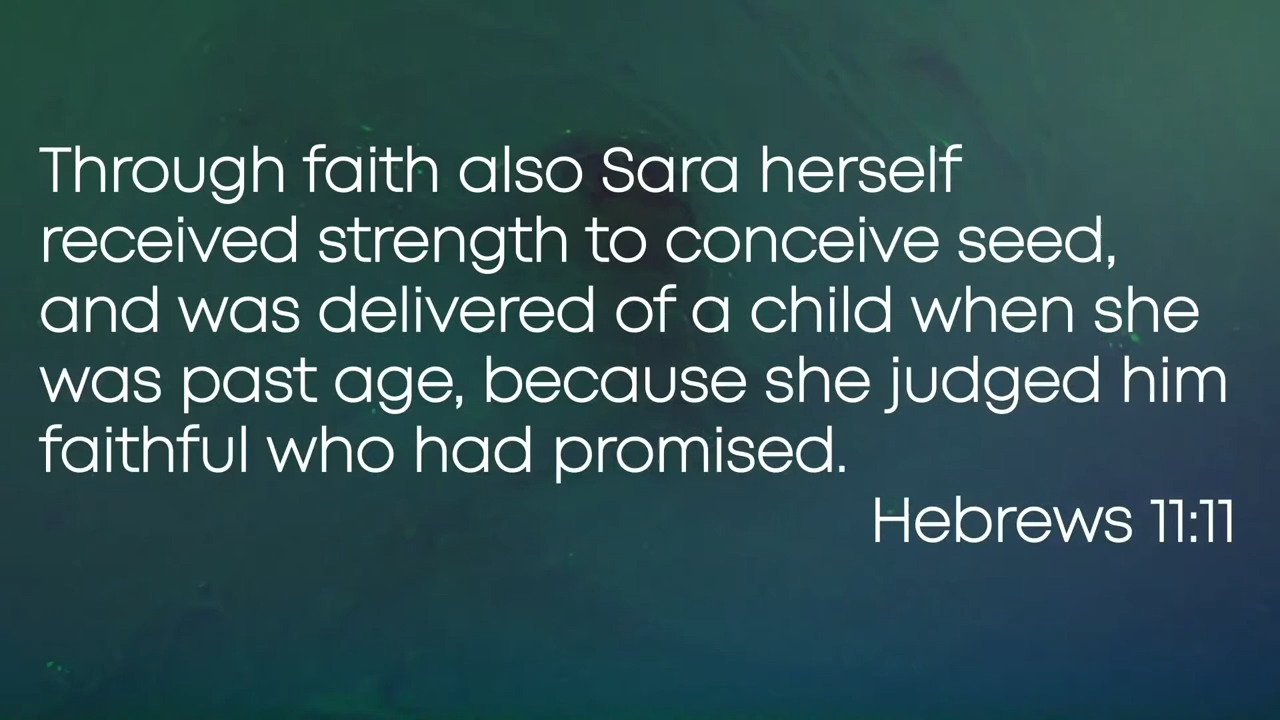 Through faith also Sara herself
received strength to conceive seed,
and was delivered of a child when she
was past age, because she judged him
faithful who had promised.
Hebrews 11:11